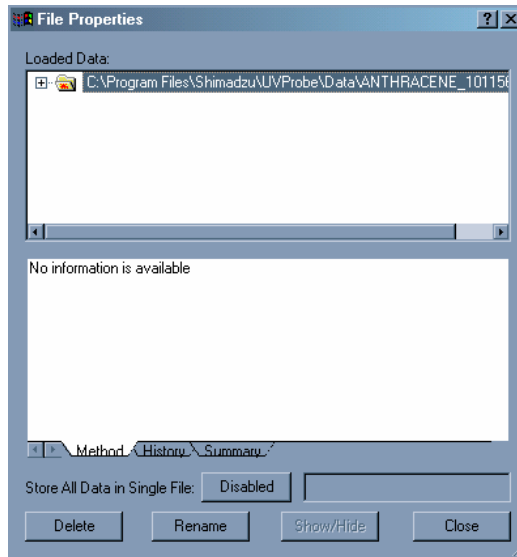 File Properties
Loaded Data:
C:\Program Files\Shimadzu\UVProbe\Data\ANTHRACENE_101156
No information is available
Method History Summary
Store All Data in Single File: Disabled
Delete Rename Show/Hide Close